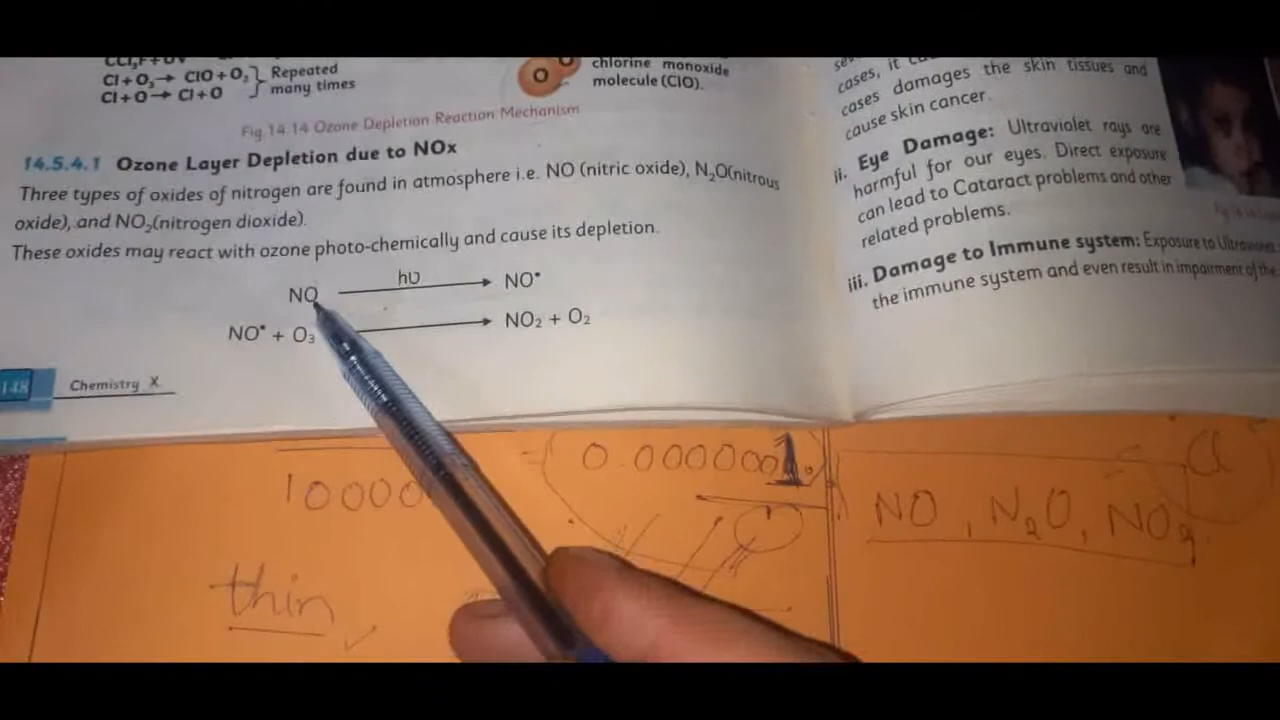 Cl + O₃ → ClO + O₂ } Repeated
Cl + O → Cl + O } many times
O
chlorine monoxide
molecule (ClO).
Fig.14.14 Ozone Depletion Reaction Mechanism
14.5.4.1 Ozone Layer Depletion due to NOx
Three types of oxides of nitrogen are found in atmosphere i.e. NO (nitric oxide), N₂O(nitrous
oxide), and NO₂(nitrogen dioxide).
These oxides may react with ozone photo-chemically and cause its depletion.
NO hυ → NO•
NO• + O₃ → NO₂ + O₂
148 Chemistry X
cases, it
cases damages the skin tissues and
cause skin cancer.
ii. Eye Damage: Ultraviolet rays are
harmful for our eyes. Direct exposure
can lead to Cataract problems and other
related problems.
iii. Damage to Immune system: Exposure to Ultraviolet
the immune system and even result in impairment of the
10000
= 0.0000001
thin
Cl
NO, N₂O, NO₂